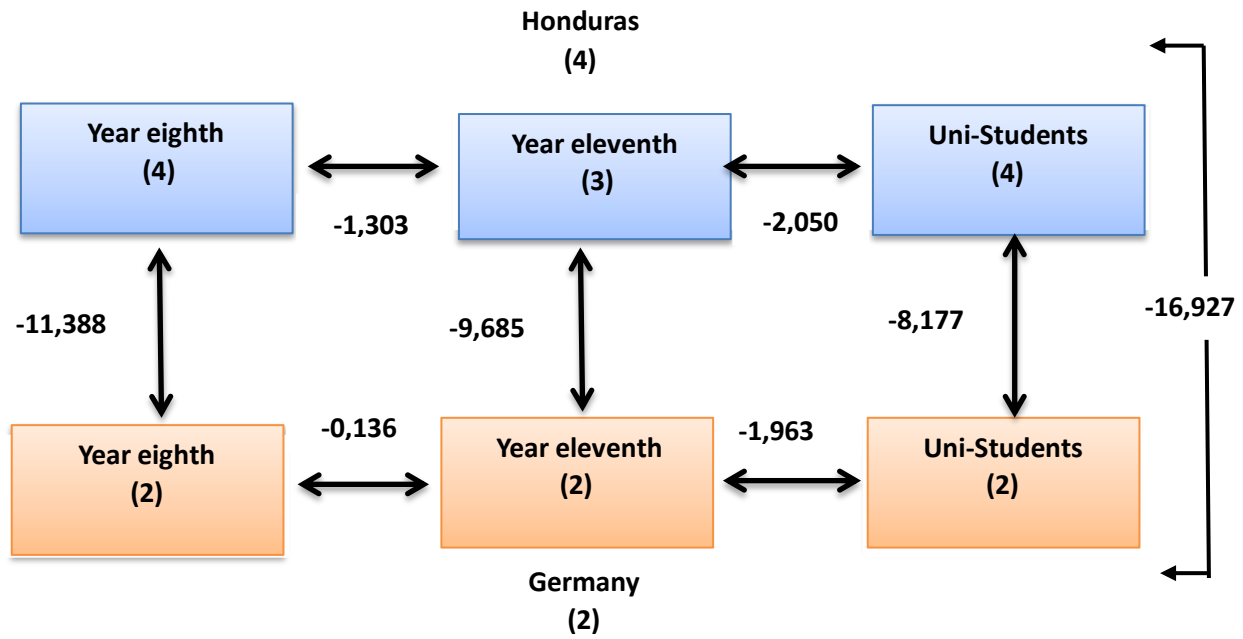 Honduras
(4)
Year eighth
(4)
Year eleventh
(3)
Uni-Students
(4)
-1,303
-2,050
-11,388
-9,685
-8,177
-16,927
Year eighth
(2)
-0,136
Year eleventh
(2)
-1,963
Uni-Students
(2)
Germany
(2)